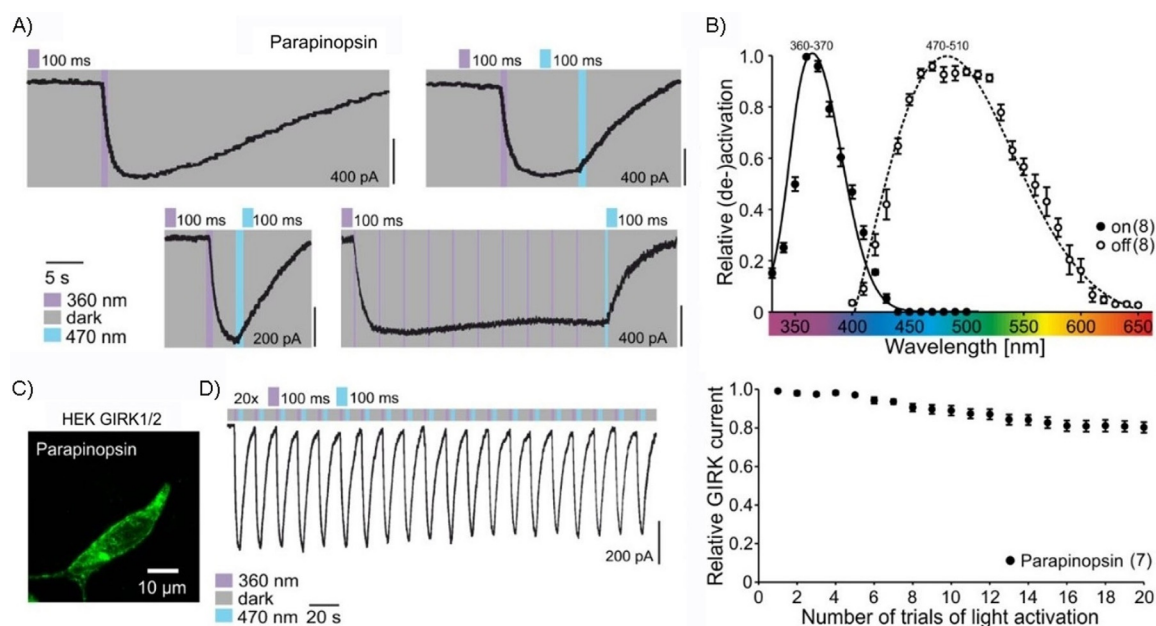 A)
Parapinopsin
100 ms
400 pA
100 ms 100 ms
400 pA
100 ms 100 ms
200 pA
100 ms 100 ms
400 pA
5 s
360 nm
dark
470 nm
B)
360-370 470-510
Relative (de-)activation
1.0
0.8
0.6
0.4
0.2
0
on(8)
off(8)
350 400 450 500 550 600 650
Wavelength [nm]
C)
HEK GIRK1/2
Parapinopsin
10 µm
D)
20x 100 ms 100 ms
200 pA
360 nm
dark
470 nm
20 s
Relative GIRK current
1.0
0.8
0.6
0.4
0.2
0
Parapinopsin (7)
0 2 4 6 8 10 12 14 16 18 20
Number of trials of light activation